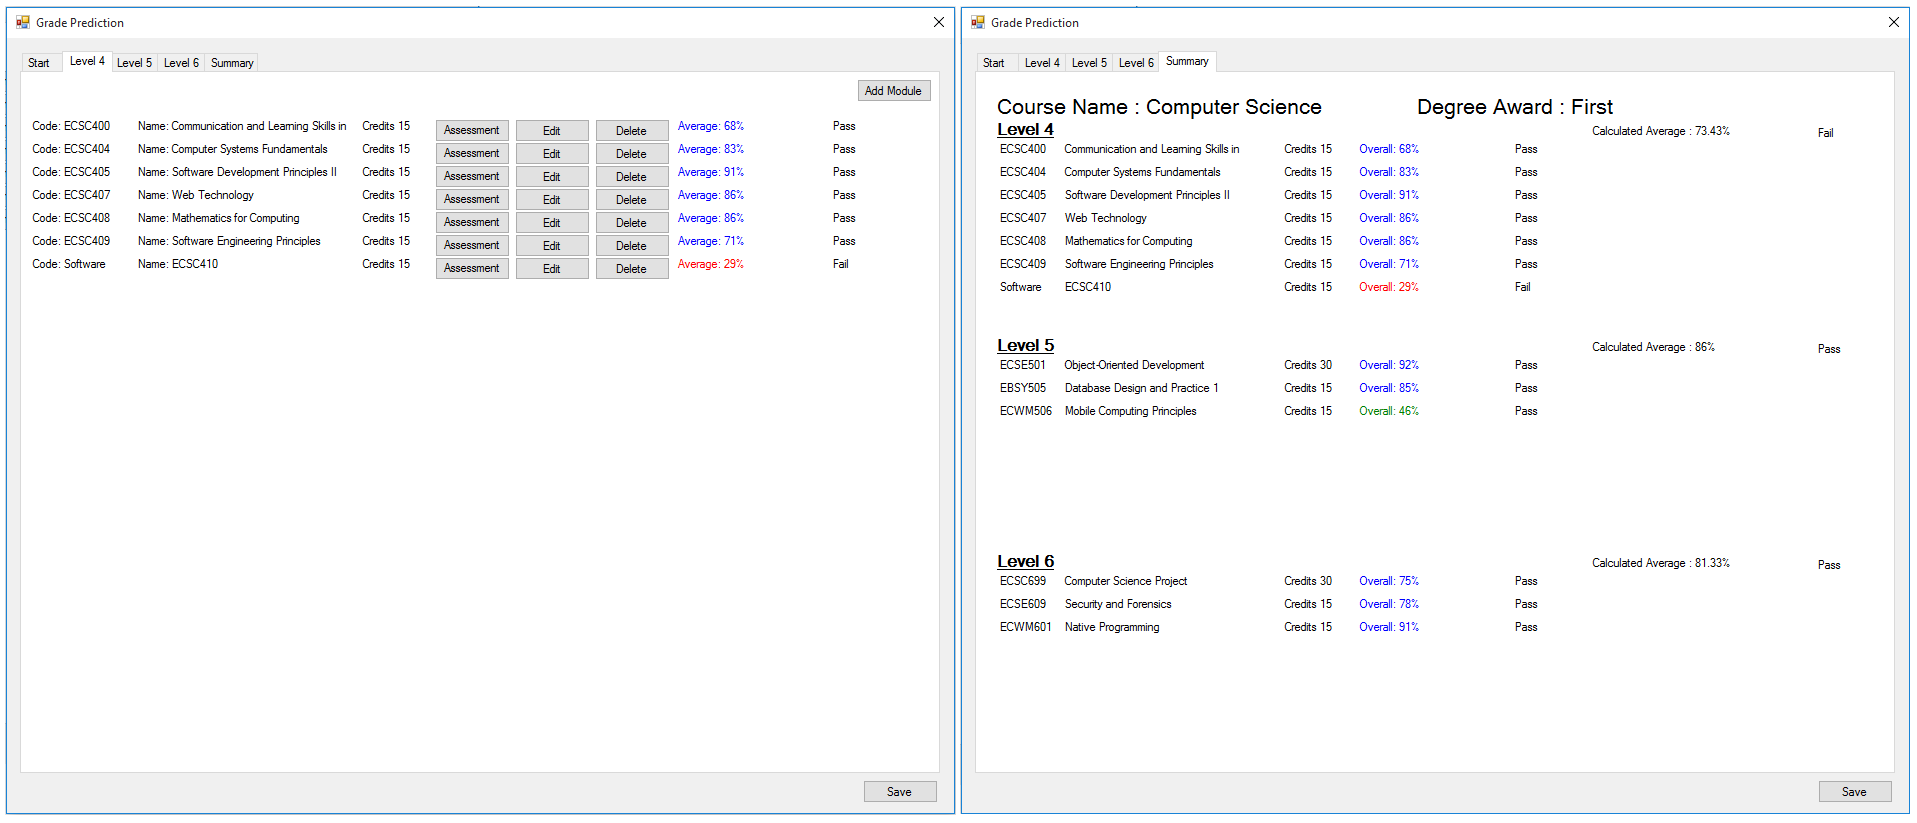 Grade Prediction
Start Level 4 Level 5 Level 6 Summary
Add Module
Code: ECSC400 Name: Communication and Learning Skills in Credits 15 Assessment Edit Delete Average: 68% Pass
Code: ECSC404 Name: Computer Systems Fundamentals Credits 15 Assessment Edit Delete Average: 83% Pass
Code: ECSC405 Name: Software Development Principles II Credits 15 Assessment Edit Delete Average: 91% Pass
Code: ECSC407 Name: Web Technology Credits 15 Assessment Edit Delete Average: 86% Pass
Code: ECSC408 Name: Mathematics for Computing Credits 15 Assessment Edit Delete Average: 86% Pass
Code: ECSC409 Name: Software Engineering Principles Credits 15 Assessment Edit Delete Average: 71% Pass
Code: Software Name: ECSC410 Credits 15 Assessment Edit Delete Average: 29% Fail
Save
Grade Prediction
Start Level 4 Level 5 Level 6 Summary
Course Name : Computer Science Degree Award : First
Level 4 Calculated Average : 73.43% Fail
ECSC400 Communication and Learning Skills in Credits 15 Overall: 68% Pass
ECSC404 Computer Systems Fundamentals Credits 15 Overall: 83% Pass
ECSC405 Software Development Principles II Credits 15 Overall: 91% Pass
ECSC407 Web Technology Credits 15 Overall: 86% Pass
ECSC408 Mathematics for Computing Credits 15 Overall: 86% Pass
ECSC409 Software Engineering Principles Credits 15 Overall: 71% Pass
Software ECSC410 Credits 15 Overall: 29% Fail
Level 5 Calculated Average : 86% Pass
ECSE501 Object-Oriented Development Credits 30 Overall: 92% Pass
EBSY505 Database Design and Practice 1 Credits 15 Overall: 85% Pass
ECWM506 Mobile Computing Principles Credits 15 Overall: 46% Pass
Level 6 Calculated Average : 81.33% Pass
ECSC699 Computer Science Project Credits 30 Overall: 75% Pass
ECSE609 Security and Forensics Credits 15 Overall: 78% Pass
ECWM601 Native Programming Credits 15 Overall: 91% Pass
Save